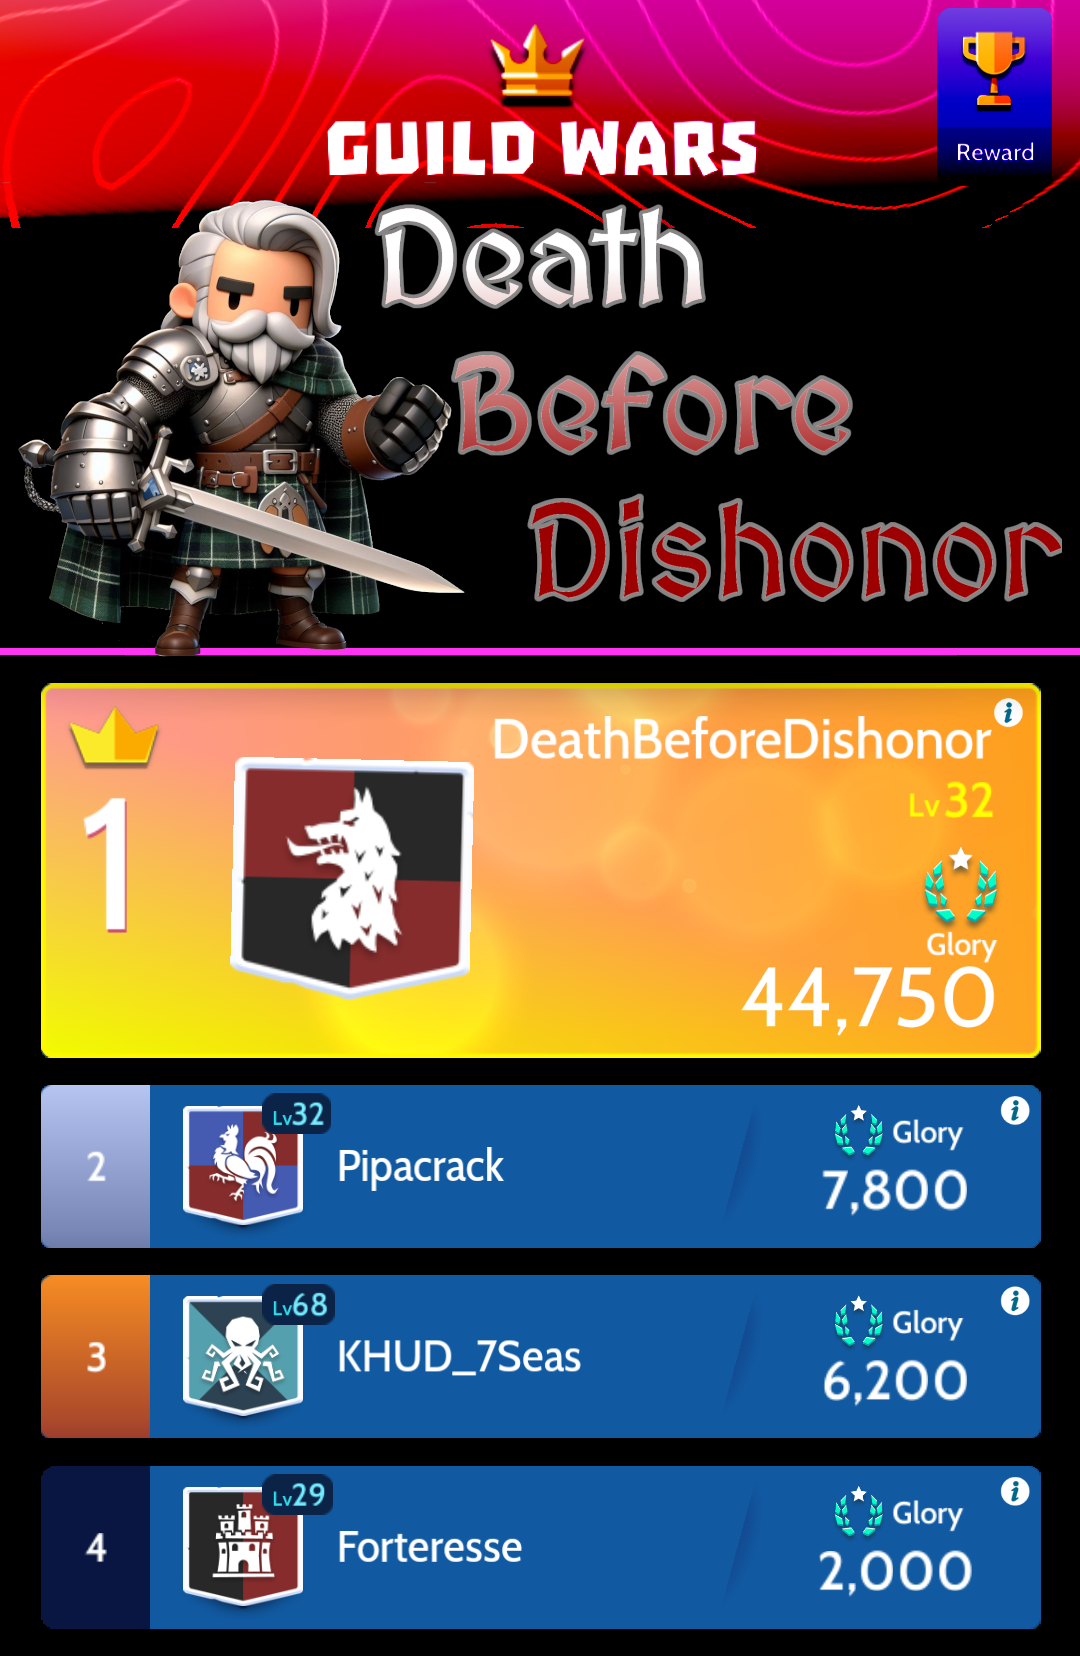 GUILD WARS
Reward
Death
Before
Dishonor
1
DeathBeforeDishonor
Lv32
Glory
44,750
2
Lv32
Pipacrack
Glory
7,800
3
Lv68
KHUD_7Seas
Glory
6,200
4
Lv29
Forteresse
Glory
2,000